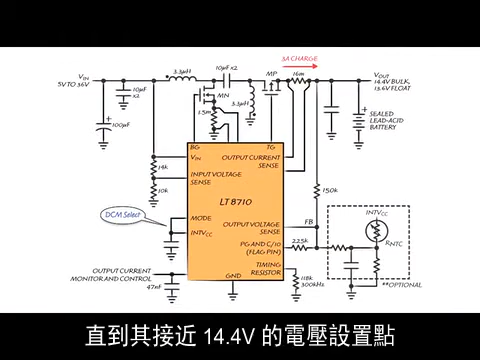 3A CHARGE
VIN
5V TO 36V
3.3µH
10µF x2
MP
16m
VOUT
14.4V BULK,
13.6V FLOAT
10µF
x2
MN
3.3µH
1.5m
100µF
SEALED
LEAD-ACID
BATTERY
BG
TG
VIN
OUTPUT CURRENT
SENSE
14k
INPUT VOLTAGE
SENSE
10k
LT8710
150k
DCM Select
MODE
INTVCC
OUTPUT VOLTAGE
SENSE
FB
INTVCC
RNTC
PG AND C/10
(FLAG PIN)
225k
OUTPUT CURRENT
MONITOR AND CONTROL
47nF
GND
TIMING
RESISTOR
118k
300kHz
**OPTIONAL
直到其接近 14.4V 的電壓設置點